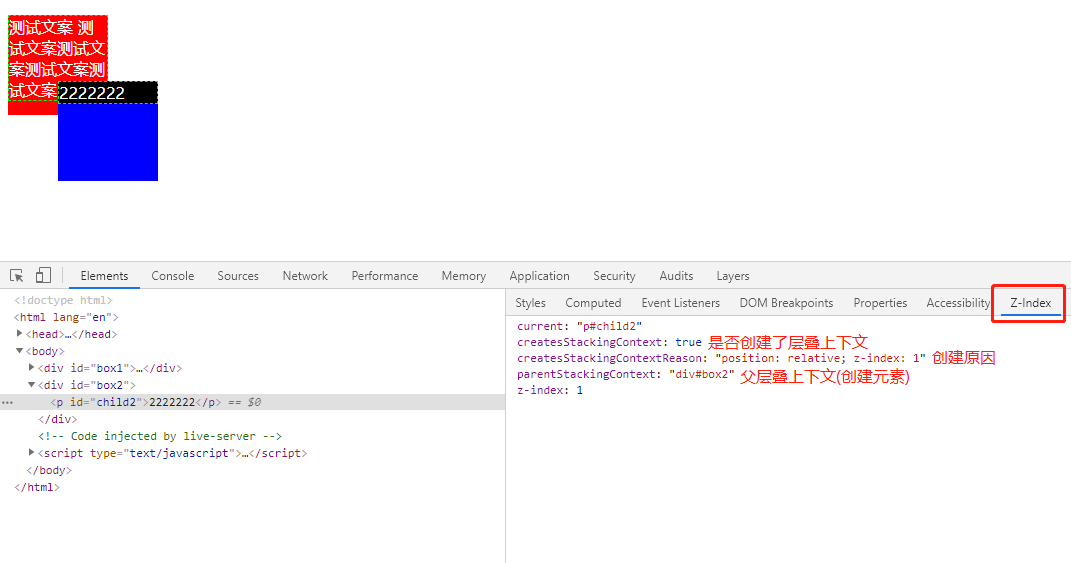 测试文案 测
试文案测试文
案测试文案测
试文案
2222222
Elements Console Sources Network Performance Memory Application Security Audits Layers
<!doctype html>
<html lang="en">
<head>…</head>
<body>
<div id="box1">…</div>
<div id="box2">
<p id="child2">2222222</p> == $0
</div>
<!-- Code injected by live-server -->
<script type="text/javascript">…</script>
</body>
</html>
Styles Computed Event Listeners DOM Breakpoints Properties Accessibility Z-Index
current: "p#child2"
createsStackingContext: true 是否创建了层叠上下文
createsStackingContextReason: "position: relative; z-index: 1" 创建原因
parentStackingContext: "div#box2" 父层叠上下文(创建元素)
z-index: 1